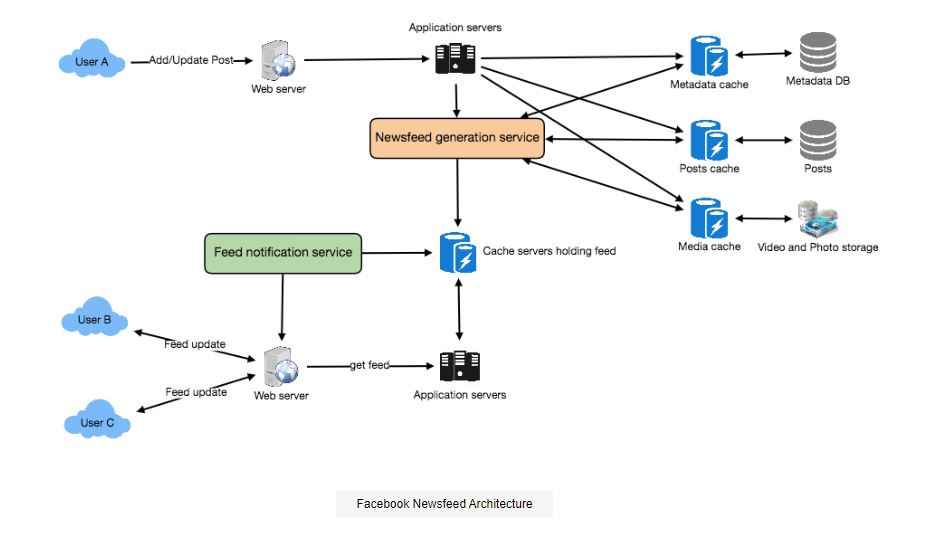 Application servers
User A
Add/Update Post
Web server
Metadata cache
Metadata DB
Newsfeed generation service
Posts cache
Posts
Media cache
Video and Photo storage
Feed notification service
Cache servers holding feed
User B
Feed update
get feed
Feed update
Web server
Application servers
User C
Facebook Newsfeed Architecture